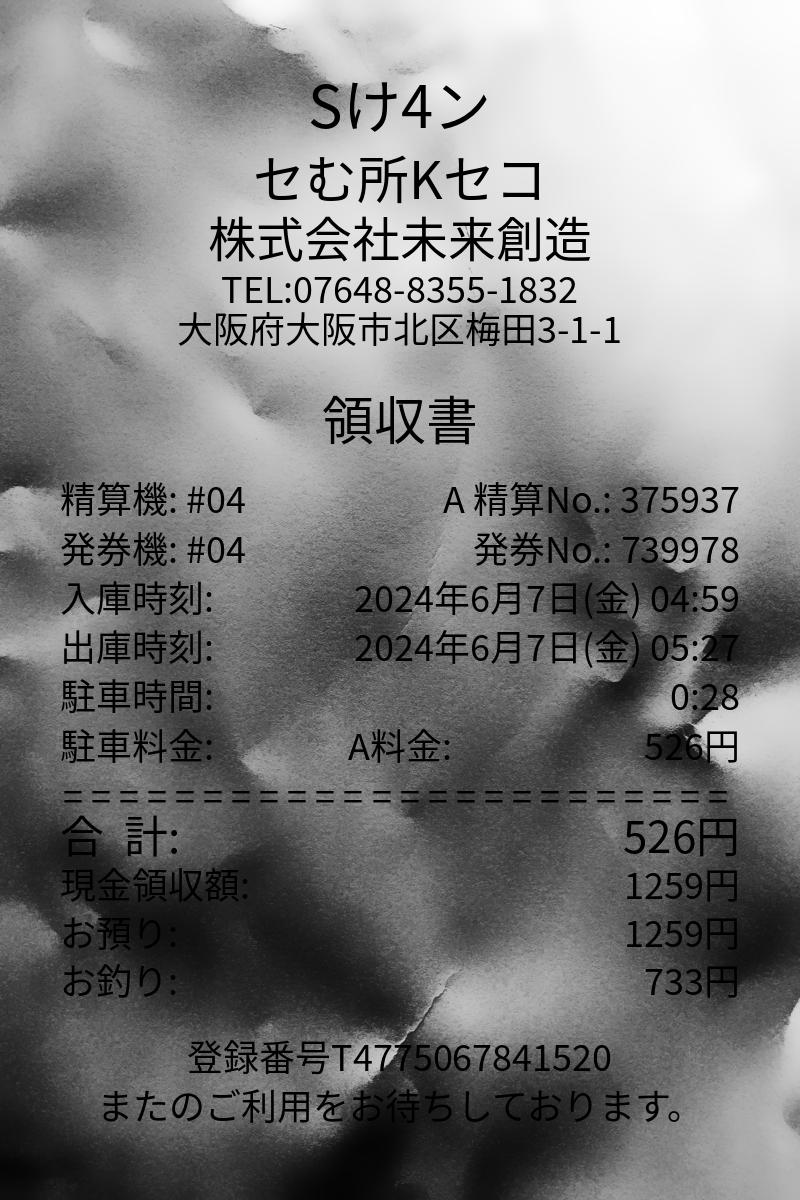 Sけ4ン
セむ所Kセコ
株式会社未来創造
TEL:07648-8355-1832
大阪府大阪市北区梅田3-1-1
領収書
精算機: #04 A 精算No.: 375937
発券機: #04 発券No.: 739978
入庫時刻: 2024年6月7日(金) 04:59
出庫時刻: 2024年6月7日(金) 05:27
駐車時間: 0:28
駐車料金: A料金: 526円
========================
合 計: 526円
現金領収額: 1259円
お預り: 1259円
お釣り: 733円
登録番号T4775067841520
またのご利用をお待ちしております。